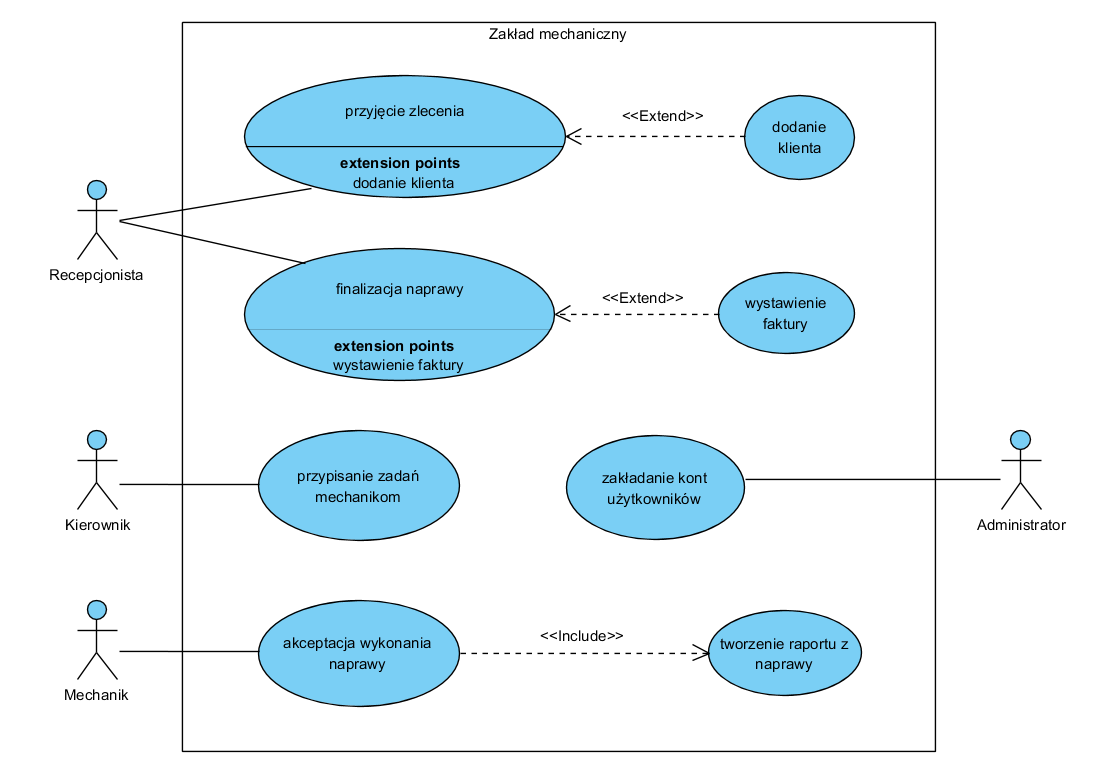 Zakład mechaniczny
przyjęcie zlecenia
extension points
dodanie klienta
<<Extend>>
dodanie
klienta
Recepcjonista
finalizacja naprawy
extension points
wystawienie faktury
<<Extend>>
wystawienie
faktury
Kierownik
przypisanie zadań
mechanikom
zakładanie kont
użytkowników
Administrator
Mechanik
akceptacja wykonania
naprawy
<<Include>>
tworzenie raportu z
naprawy